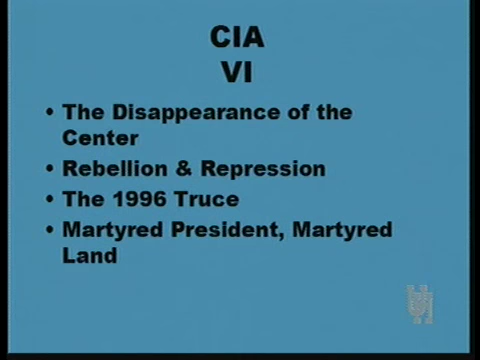 CIA
VI
• The Disappearance of the
Center
• Rebellion & Repression
• The 1996 Truce
• Martyred President, Martyred
Land